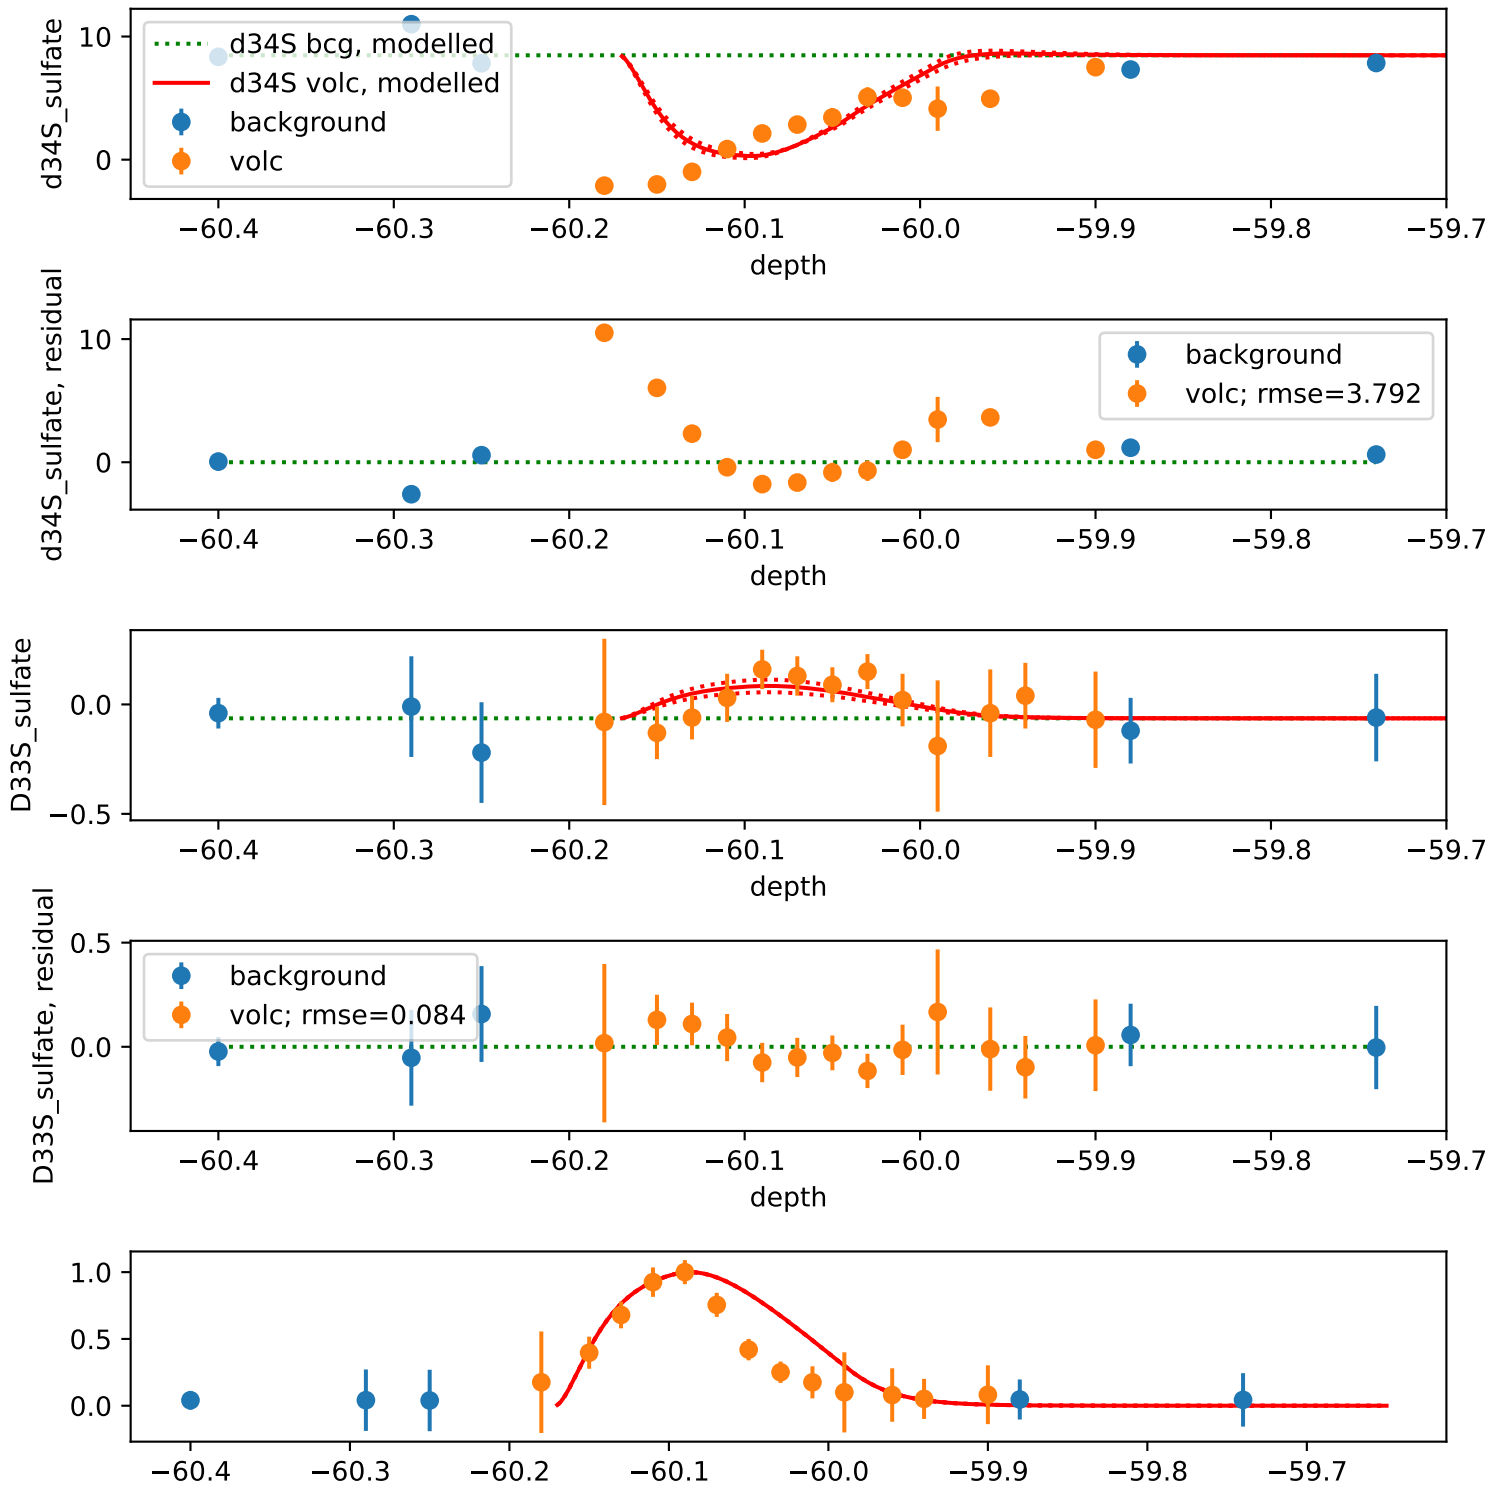 d34S_sulfate
10
0
d34S bcg, modelled
d34S volc, modelled
background
volc
−60.4 −60.3 −60.2 −60.1 −60.0 −59.9 −59.8 −59.7
depth
d34S_sulfate, residual
10
0
background
volc; rmse=3.792
−60.4 −60.3 −60.2 −60.1 −60.0 −59.9 −59.8 −59.7
depth
D33S_sulfate
0.0
−0.5
−60.4 −60.3 −60.2 −60.1 −60.0 −59.9 −59.8 −59.7
depth
D33S_sulfate, residual
0.5
0.0
background
volc; rmse=0.084
−60.4 −60.3 −60.2 −60.1 −60.0 −59.9 −59.8 −59.7
depth
1.0
0.5
0.0
−60.4 −60.3 −60.2 −60.1 −60.0 −59.9 −59.8 −59.7